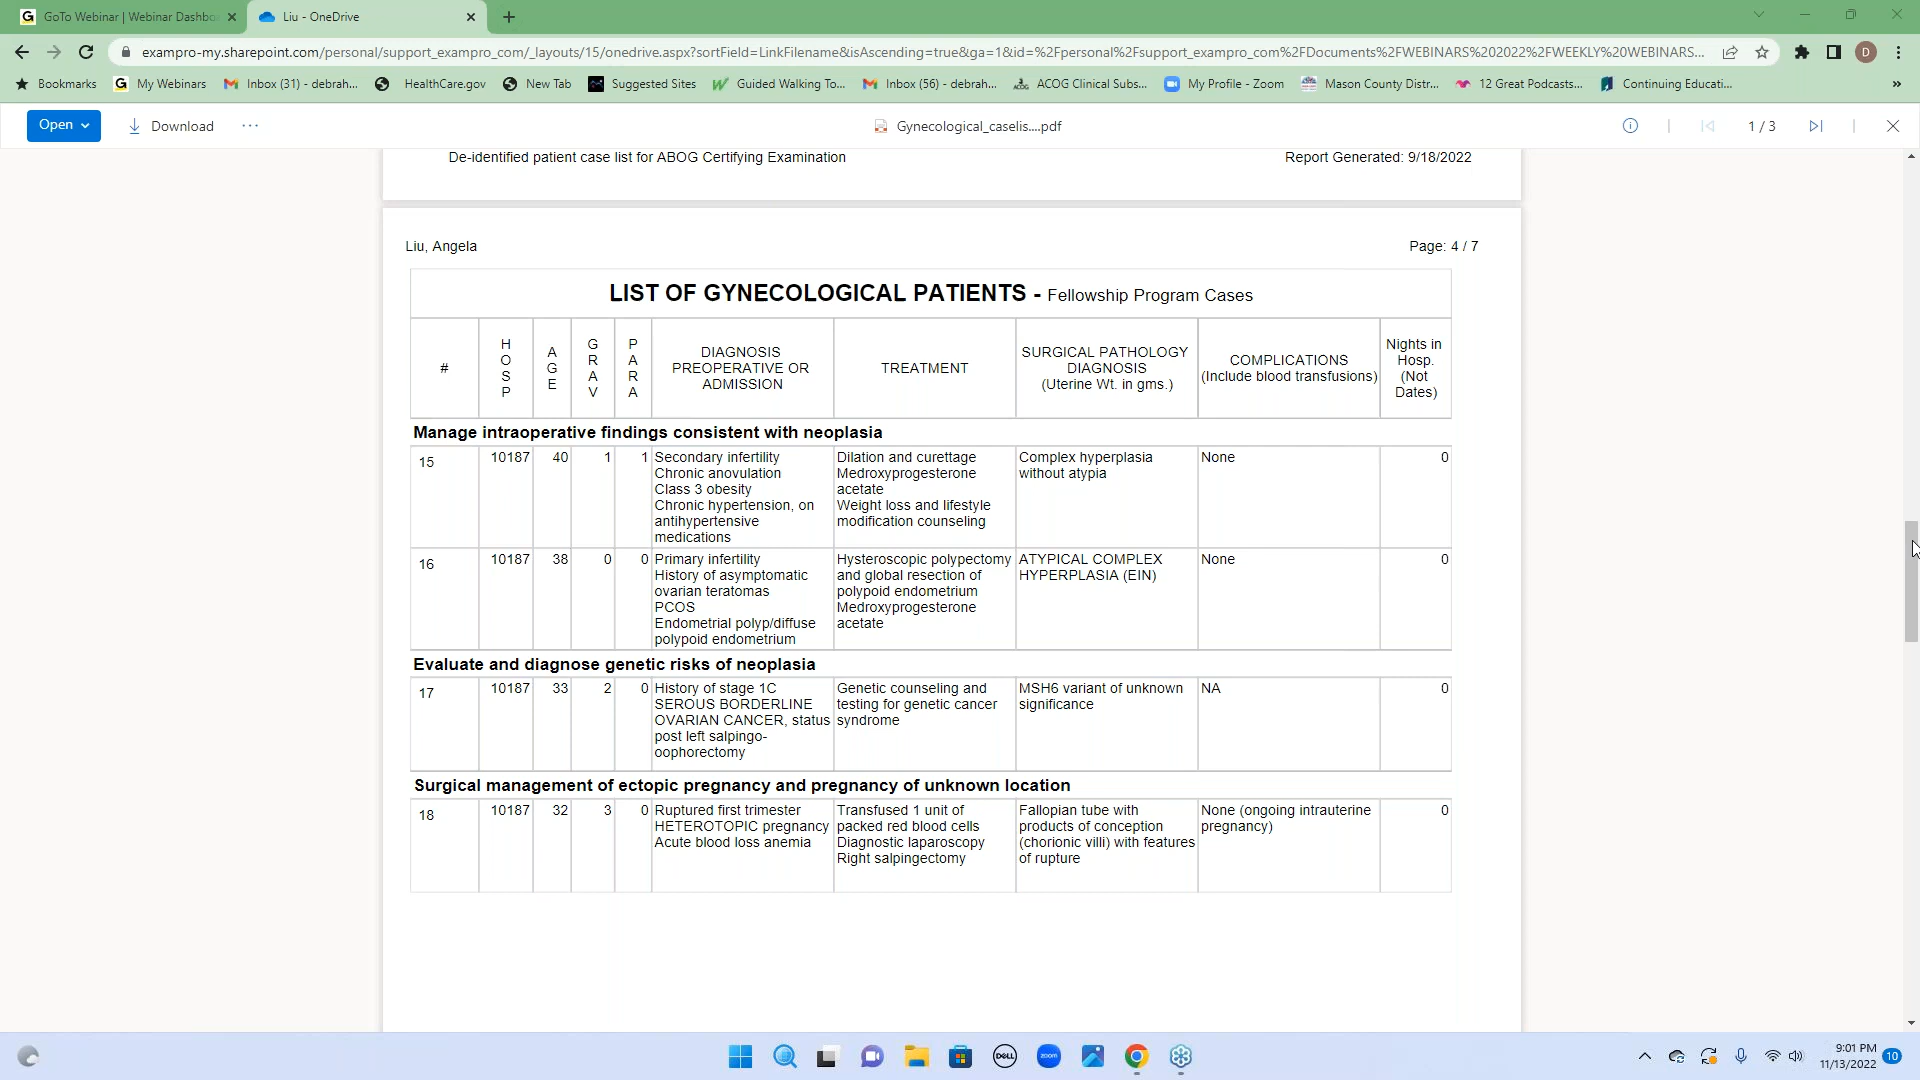 GoTo Webinar | Webinar Dashbo
Liu - OneDrive
exampro-my.sharepoint.com/personal/support_exampro_com/_layouts/15/onedrive.aspx?sortField=LinkFilename&isAscending=true&ga=1&id=%2Fpersonal%2Fsupport_exampro_com%2FDocuments%2FWEBINARS%202022%2FWEEKLY%20WEBINARS...
Bookmarks My Webinars Inbox (31) - debrah... HealthCare.gov New Tab Suggested Sites Guided Walking To... Inbox (56) - debrah... ACOG Clinical Subs... My Profile - Zoom Mason County Distr... 12 Great Podcasts... Continuing Educati...
Open Download ... Gynecological_caselis....pdf 1 / 3
De-identified patient case list for ABOG Certifying Examination Report Generated: 9/18/2022
Liu, Angela Page: 4 / 7
LIST OF GYNECOLOGICAL PATIENTS - Fellowship Program Cases
#
HOSP
AGE
GRAV
PARA
DIAGNOSIS
PREOPERATIVE OR
ADMISSION
TREATMENT
SURGICAL PATHOLOGY
DIAGNOSIS
(Uterine Wt. in gms.)
COMPLICATIONS
(Include blood transfusions)
Nights in
Hosp.
(Not
Dates)
Manage intraoperative findings consistent with neoplasia
15 10187 40 1 1
Secondary infertility
Chronic anovulation
Class 3 obesity
Chronic hypertension, on
antihypertensive
medications
Dilation and curettage
Medroxyprogesterone
acetate
Weight loss and lifestyle
modification counseling
Complex hyperplasia
without atypia
None
0
16 10187 38 0 0
Primary infertility
History of asymptomatic
ovarian teratomas
PCOS
Endometrial polyp/diffuse
polypoid endometrium
Hysteroscopic polypectomy
and global resection of
polypoid endometrium
Medroxyprogesterone
acetate
ATYPICAL COMPLEX
HYPERPLASIA (EIN)
None
0
Evaluate and diagnose genetic risks of neoplasia
17 10187 33 2 0
History of stage 1C
SEROUS BORDERLINE
OVARIAN CANCER, status
post left salpingo-
oophorectomy
Genetic counseling and
testing for genetic cancer
syndrome
MSH6 variant of unknown
significance
NA
0
Surgical management of ectopic pregnancy and pregnancy of unknown location
18 10187 32 3 0
Ruptured first trimester
HETEROTOPIC pregnancy
Acute blood loss anemia
Transfused 1 unit of
packed red blood cells
Diagnostic laparoscopy
Right salpingectomy
Fallopian tube with
products of conception
(chorionic villi) with features
of rupture
None (ongoing intrauterine
pregnancy)
0
DELL
zoom
9:01 PM
11/13/2022
10